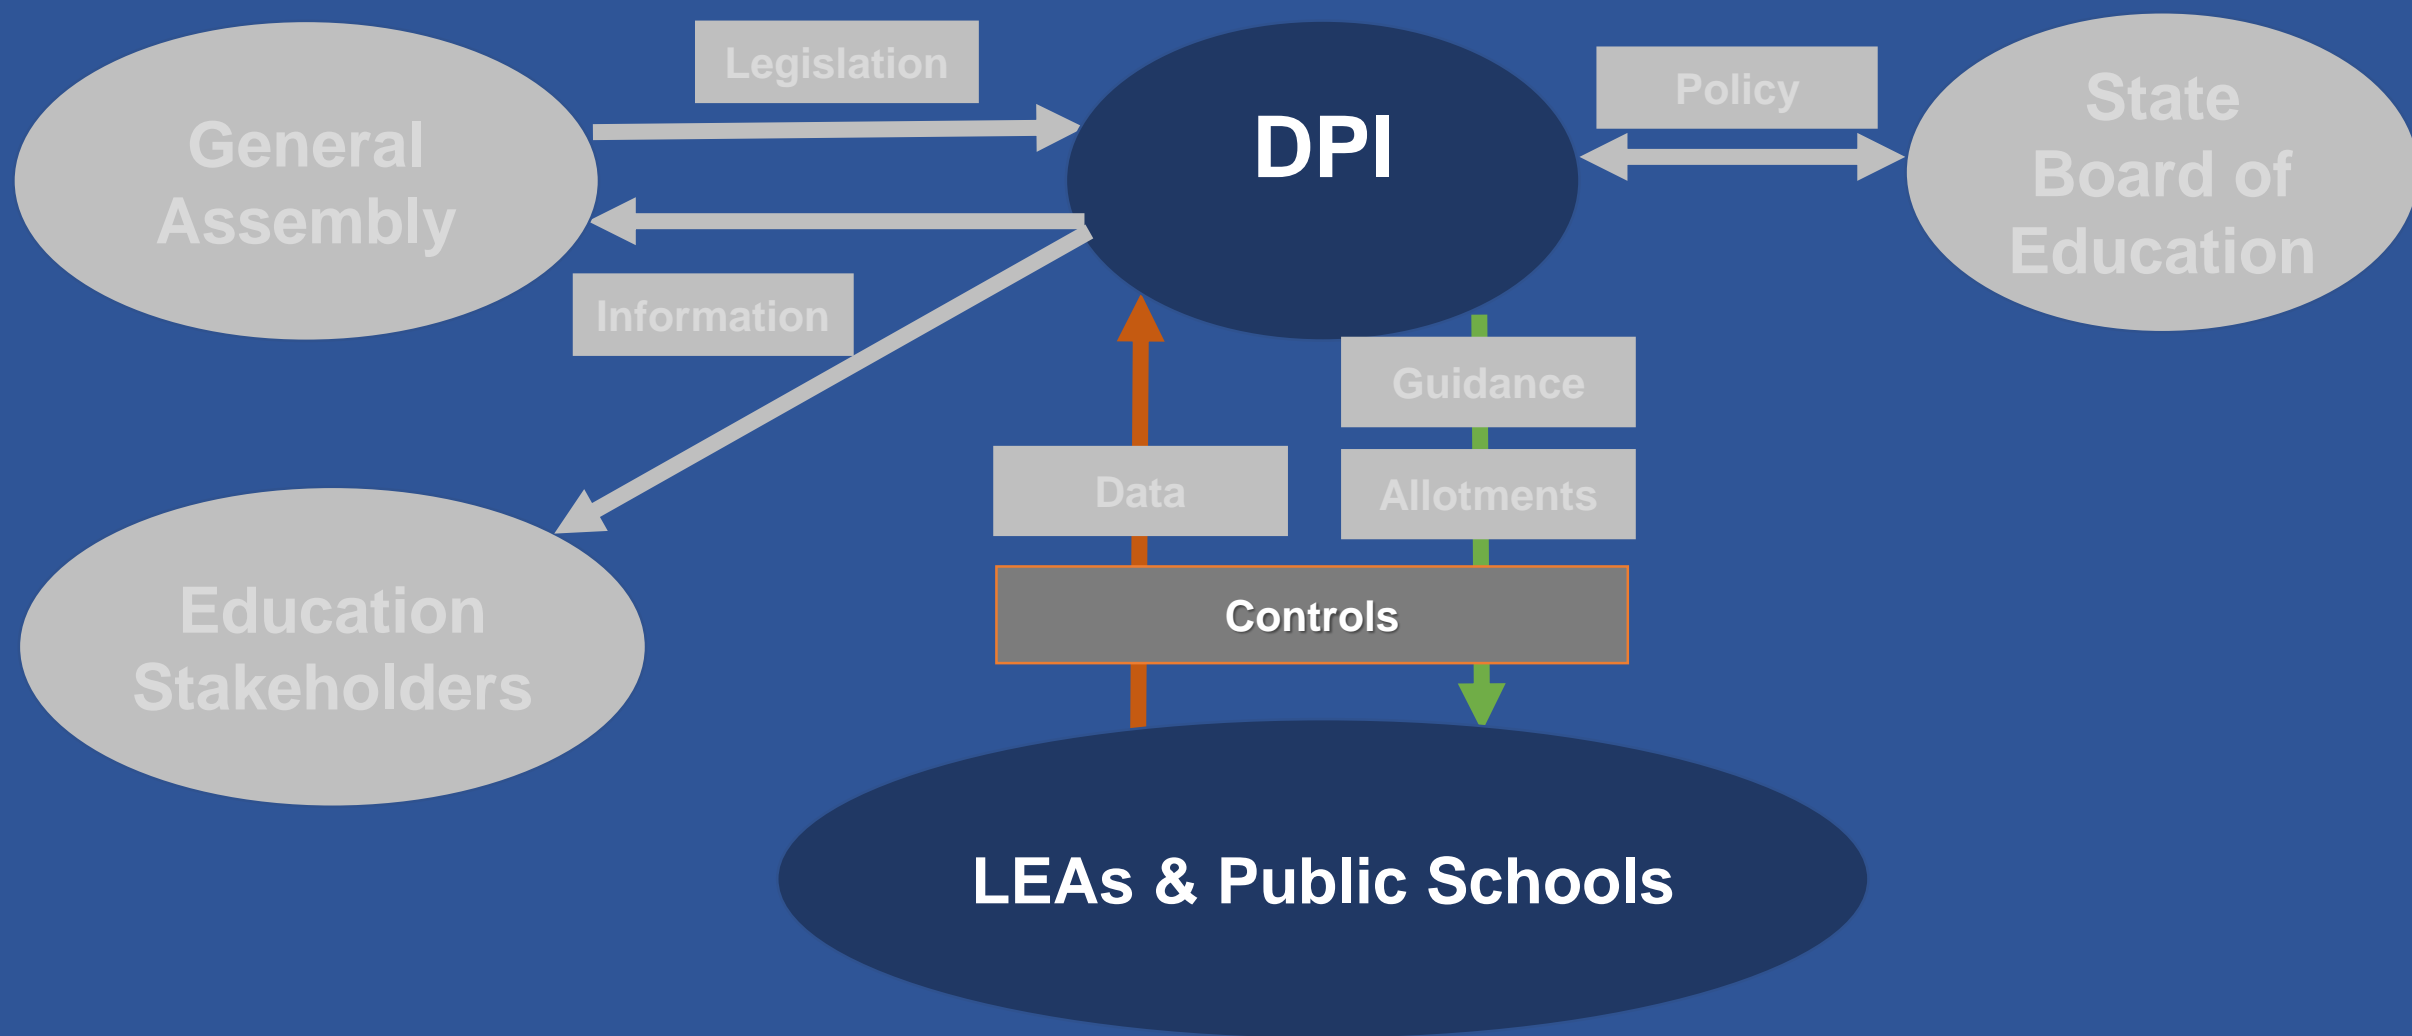 General
Assembly
Legislation
DPI
Policy
State
Board of
Education
Information
Guidance
Data
Allotments
Education
Stakeholders
Controls
LEAs & Public Schools